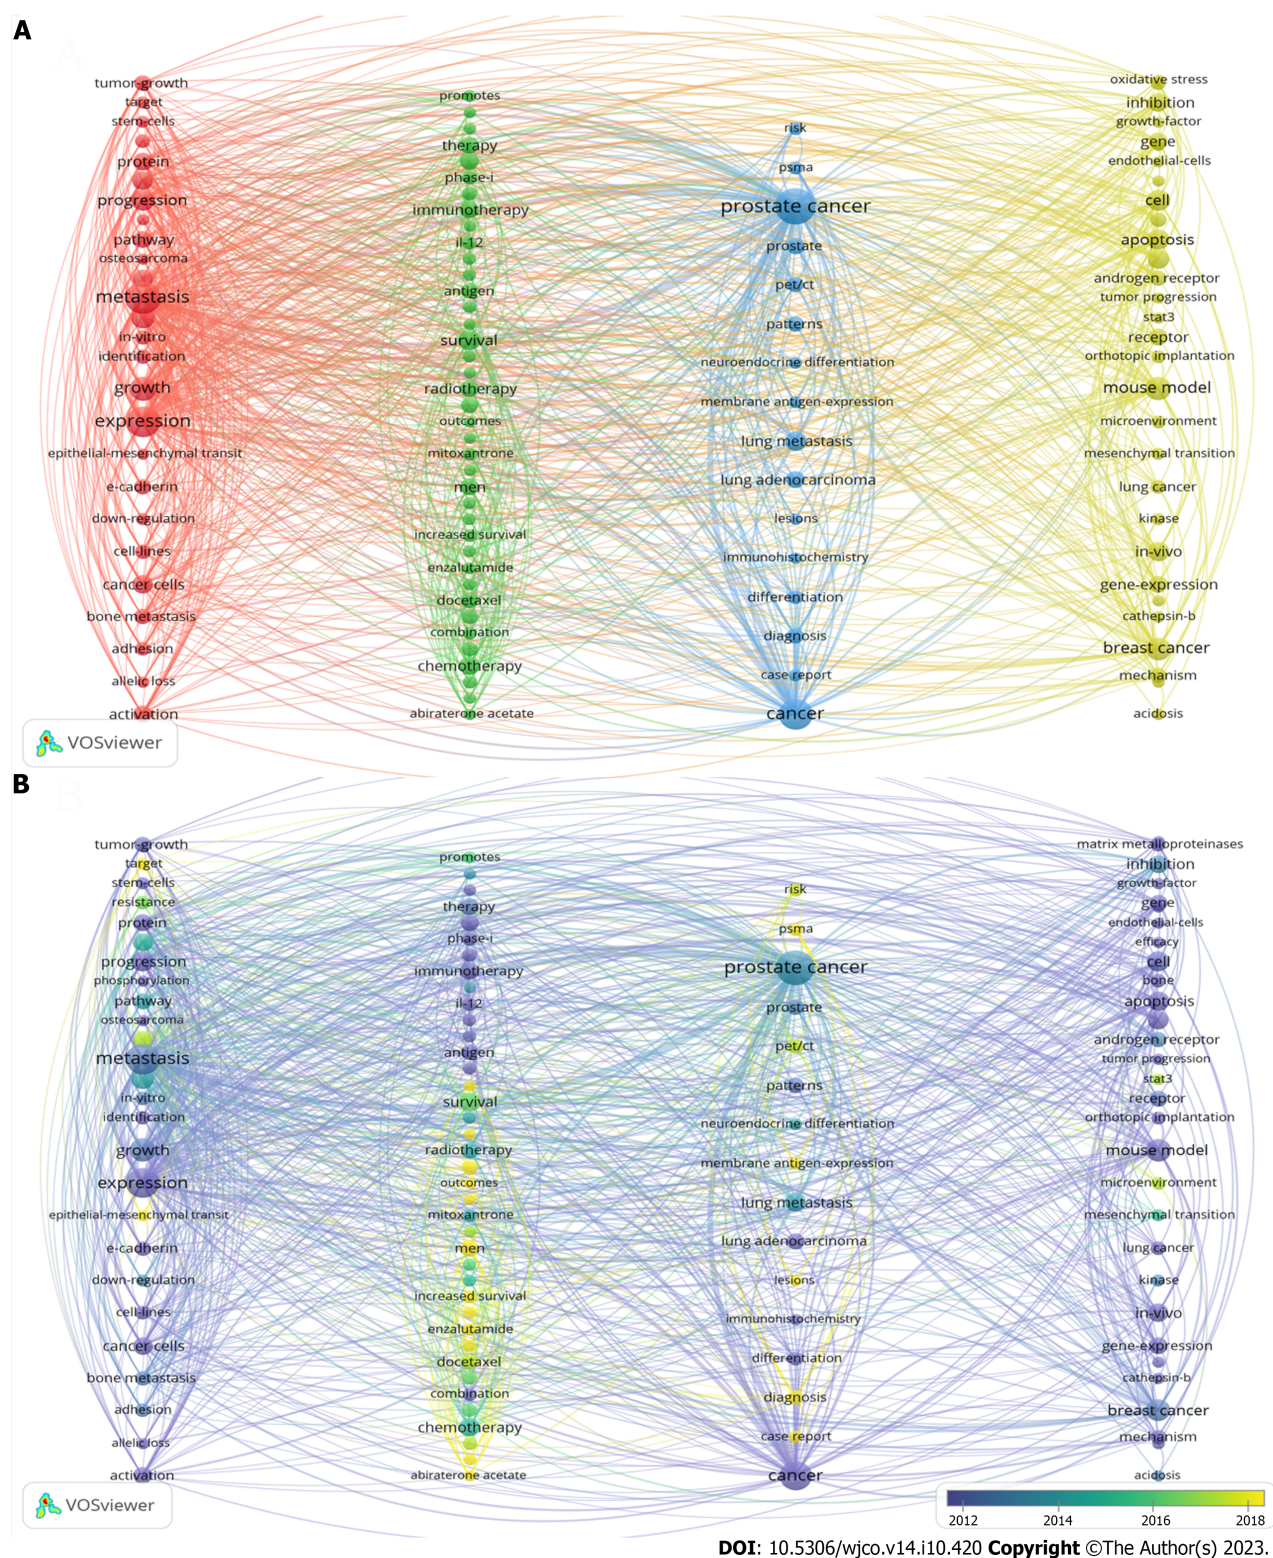 A
tumor-growth
target
stem-cells
protein
progression
pathway
osteosarcoma
metastasis
in-vitro
identification
growth
expression
epithelial-mesenchymal transit
e-cadherin
down-regulation
cell-lines
cancer cells
bone metastasis
adhesion
allelic loss
activation
promotes
therapy
phase-i
immunotherapy
il-12
antigen
survival
radiotherapy
outcomes
mitoxantrone
men
increased survival
enzalutamide
docetaxel
combination
chemotherapy
abiraterone acetate
risk
psma
prostate cancer
prostate
pet/ct
patterns
neuroendocrine differentiation
membrane antigen-expression
lung metastasis
lung adenocarcinoma
lesions
immunohistochemistry
differentiation
diagnosis
case report
cancer
oxidative stress
inhibition
growth-factor
gene
endothelial-cells
cell
apoptosis
androgen receptor
tumor progression
stat3
receptor
orthotopic implantation
mouse model
microenvironment
mesenchymal transition
lung cancer
kinase
in-vivo
gene-expression
cathepsin-b
breast cancer
mechanism
acidosis
VOSviewer
B
tumor-growth
target
stem-cells
resistance
protein
progression
phosphorylation
pathway
osteosarcoma
metastasis
in-vitro
identification
growth
expression
epithelial-mesenchymal transit
e-cadherin
down-regulation
cell-lines
cancer cells
bone metastasis
adhesion
allelic loss
activation
promotes
therapy
phase-i
immunotherapy
il-12
antigen
survival
radiotherapy
outcomes
mitoxantrone
men
increased survival
enzalutamide
docetaxel
combination
chemotherapy
abiraterone acetate
risk
psma
prostate cancer
prostate
pet/ct
patterns
neuroendocrine differentiation
membrane antigen-expression
lung metastasis
lung adenocarcinoma
lesions
immunohistochemistry
differentiation
diagnosis
case report
cancer
matrix metalloproteinases
inhibition
growth-factor
gene
endothelial-cells
efficacy
cell
bone
apoptosis
androgen receptor
tumor progression
stat3
receptor
orthotopic implantation
mouse model
microenvironment
mesenchymal transition
lung cancer
kinase
in-vivo
gene-expression
cathepsin-b
breast cancer
mechanism
acidosis
VOSviewer
2012 2014 2016 2018
DOI: 10.5306/wjco.v14.i10.420 Copyright ©The Author(s) 2023.